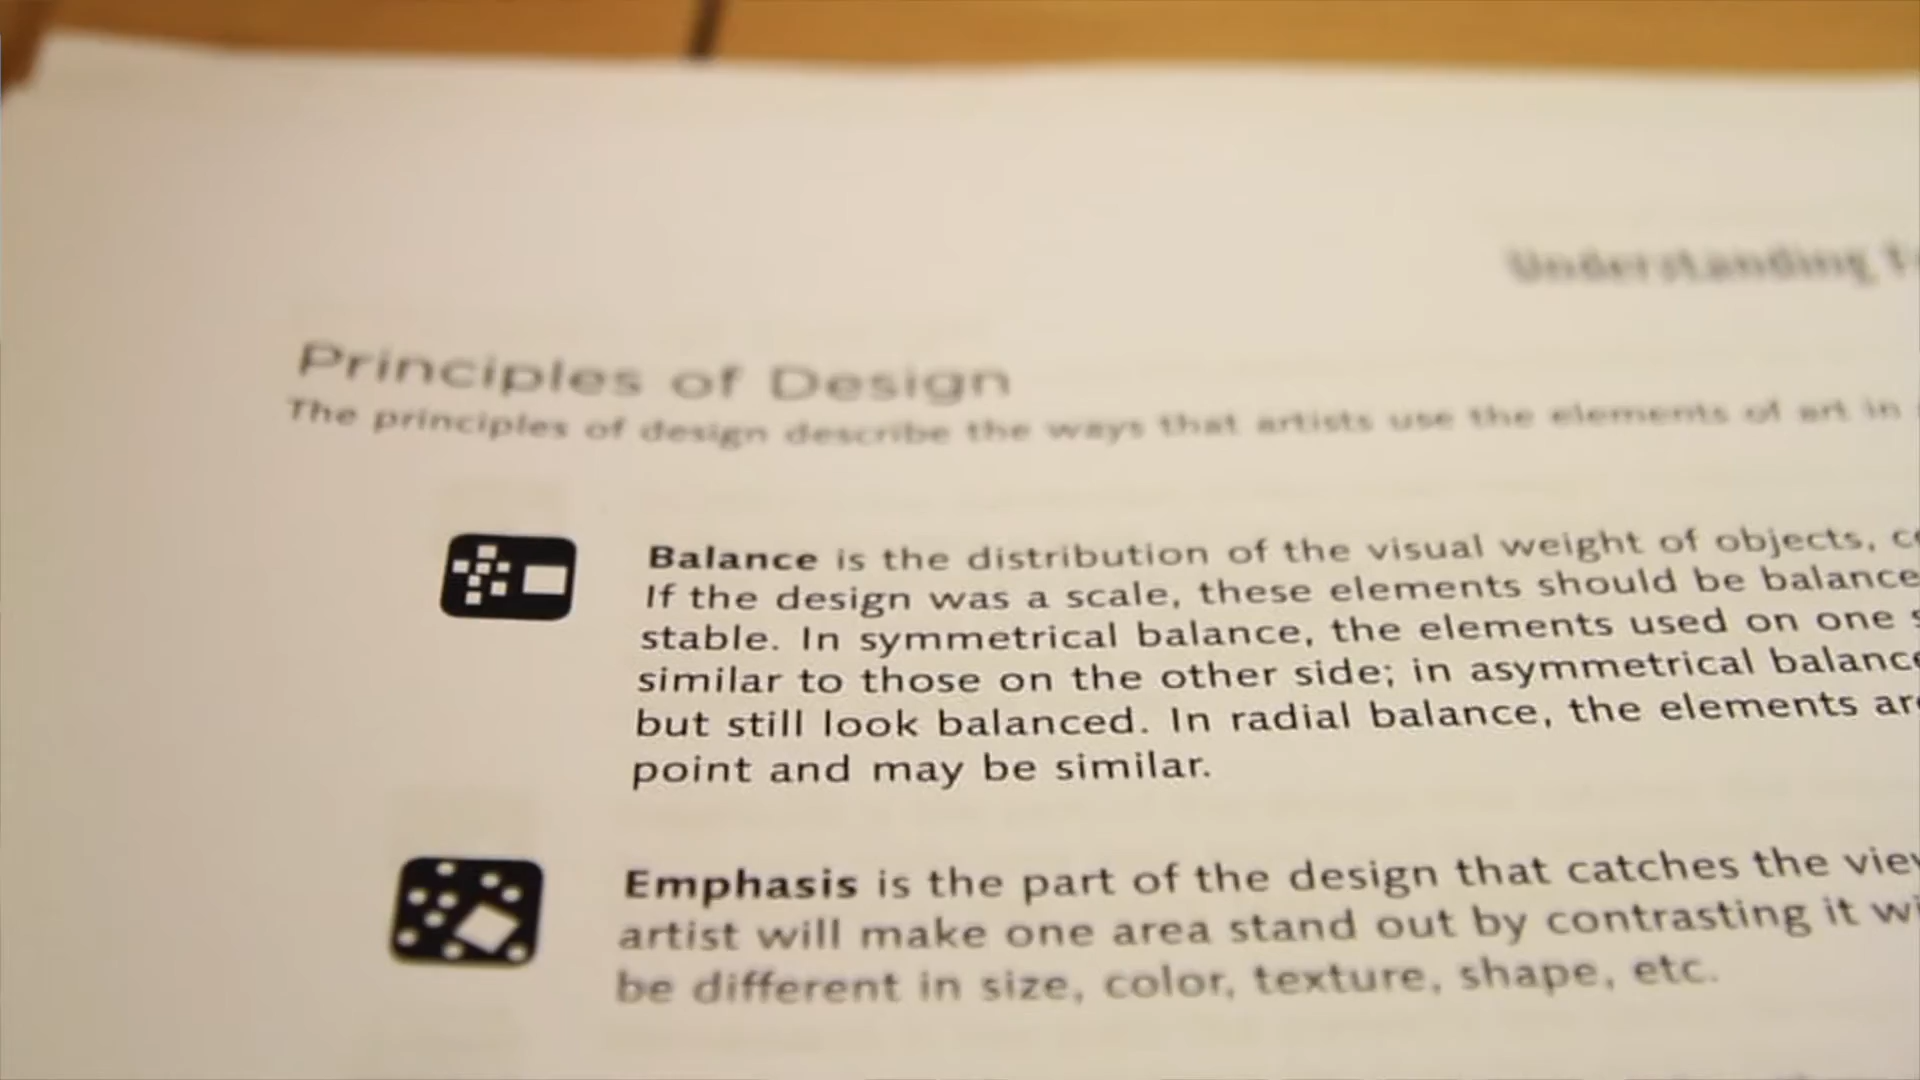 Understanding
Principles of Design
The principles of design describe the ways that artists use the elements of art in
Balance is the distribution of the visual weight of objects,
If the design was a scale, these elements should be balance
stable. In symmetrical balance, the elements used on one
similar to those on the other side; in asymmetrical balance
but still look balanced. In radial balance, the elements are
point and may be similar.
Emphasis is the part of the design that catches the
artist will make one area stand out by contrasting it
be different in size, color, texture, shape, etc.